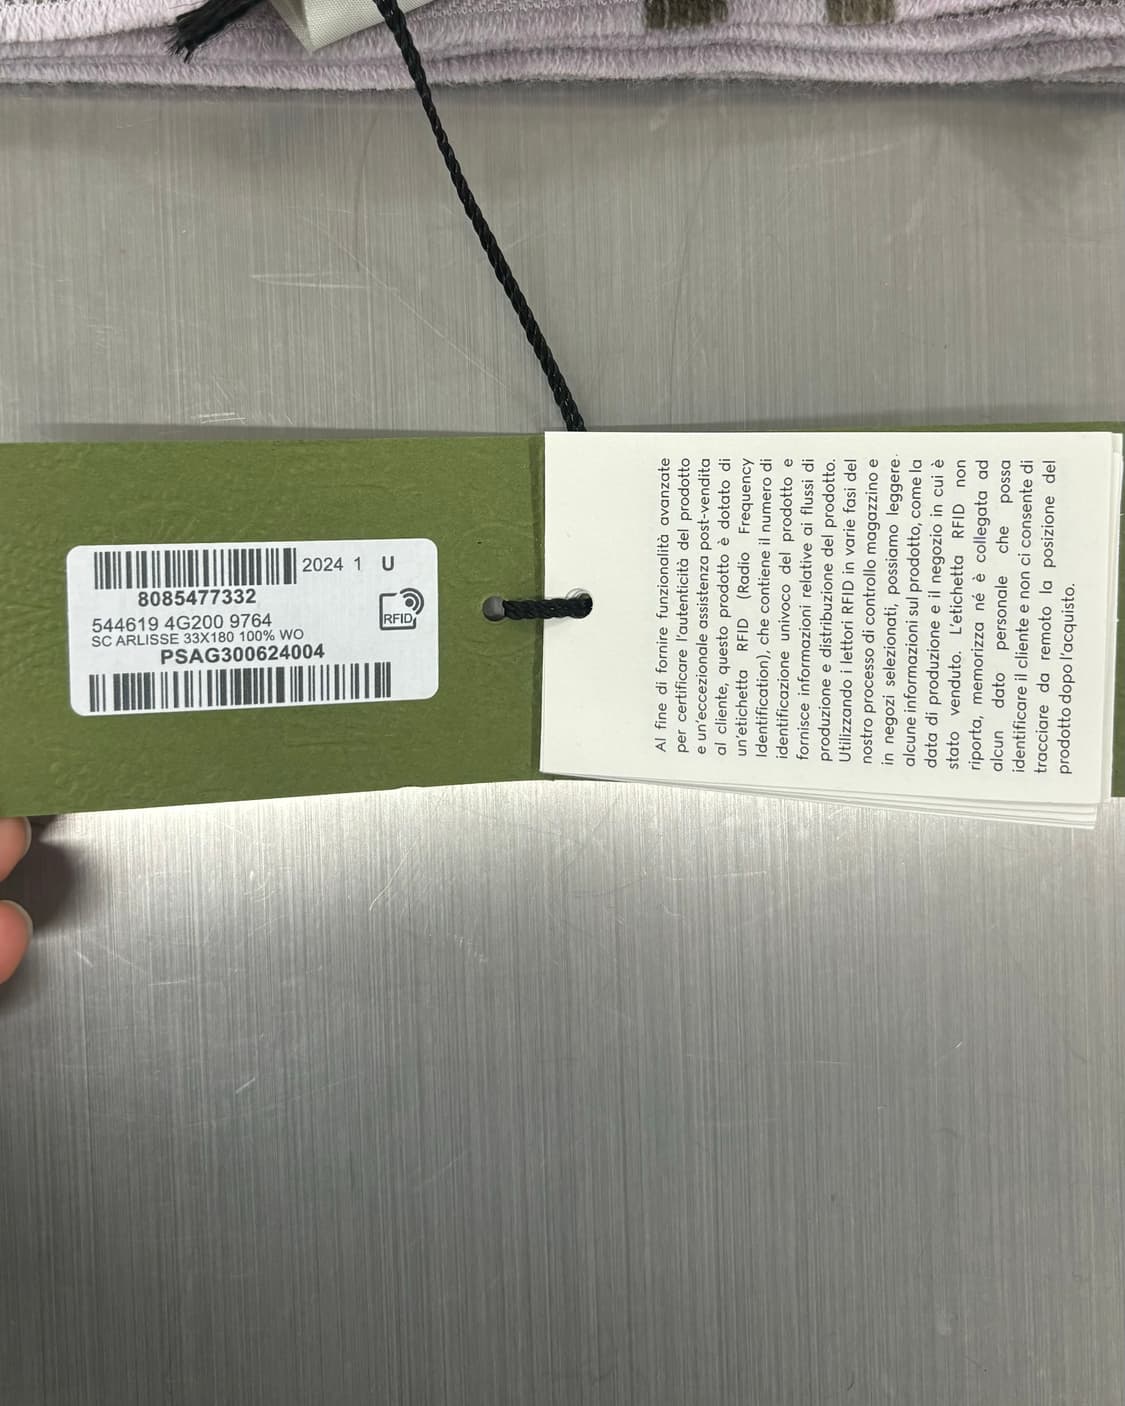 2024 1 U
8085477332
544619 4G200 9764
SC ARLISSE 33X180 100% WO
PSAG300624004
RFID
Al fine di fornire funzionalità avanzate
per certificare l'autenticità del prodotto
e un'eccezionale assistenza post-vendita
al cliente, questo prodotto è dotato di
un'etichetta RFID (Radio Frequency
Identification), che contiene il numero di
identificazione univoco del prodotto e
fornisce informazioni relative ai flussi di
produzione e distribuzione del prodotto.
Utilizzando i lettori RFID in varie fasi del
nostro processo di controllo magazzino e
in negozi selezionati, possiamo leggere
alcune informazioni sul prodotto, come la
data di produzione e il negozio in cui è
stato venduto. L'etichetta RFID non
riporta, memorizza né è collegata ad
alcun dato personale che possa
identificare il cliente e non ci consente di
tracciare da remoto la posizione del
prodotto dopo l'acquisto.